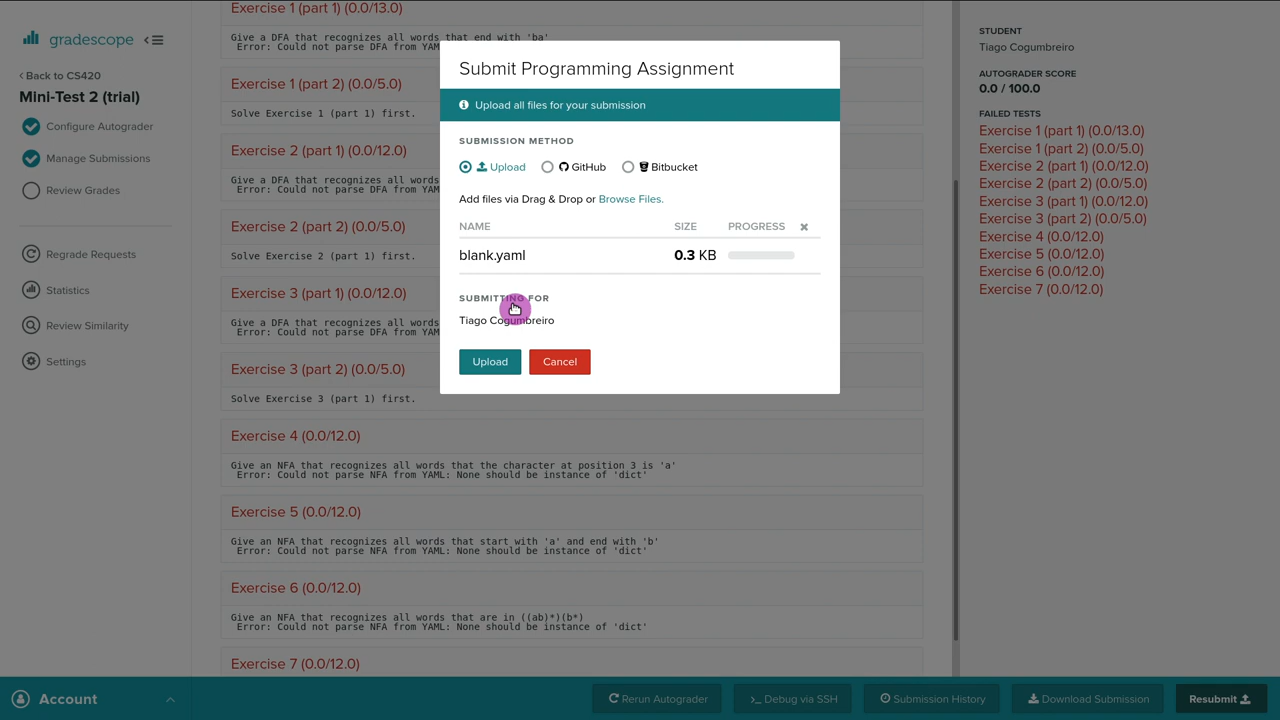 gradescope
Back to CS420
Mini-Test 2 (trial)
Configure Autograder
Manage Submissions
Review Grades
Regrade Requests
Statistics
Review Similarity
Settings
Exercise 1 (part 1) (0.0/13.0)
Give a DFA that recognizes all words that end with 'ba'
Error: Could not parse DFA from YAML
Exercise 1 (part 2) (0.0/5.0)
Solve Exercise 1 (part 1) first.
Exercise 2 (part 1) (0.0/12.0)
Give a DFA that recognizes all words
Error: Could not parse DFA from YAML
Exercise 2 (part 2) (0.0/5.0)
Solve Exercise 2 (part 1) first.
Exercise 3 (part 1) (0.0/12.0)
Give a DFA that recognizes all words
Error: Could not parse DFA from YAML
Exercise 3 (part 2) (0.0/5.0)
Solve Exercise 3 (part 1) first.
Exercise 4 (0.0/12.0)
Give an NFA that recognizes all words that the character at position 3 is 'a'
Error: Could not parse NFA from YAML: None should be instance of 'dict'
Exercise 5 (0.0/12.0)
Give an NFA that recognizes all words that start with 'a' and end with 'b'
Error: Could not parse NFA from YAML: None should be instance of 'dict'
Exercise 6 (0.0/12.0)
Give an NFA that recognizes all words that are in ((ab)*)(b*)
Error: Could not parse NFA from YAML: None should be instance of 'dict'
Exercise 7 (0.0/12.0)
Submit Programming Assignment
Upload all files for your submission
SUBMISSION METHOD
Upload GitHub Bitbucket
Add files via Drag & Drop or Browse Files.
NAME SIZE PROGRESS
blank.yaml 0.3 KB
SUBMITTING FOR
Tiago Cogumbreiro
Upload Cancel
STUDENT
Tiago Cogumbreiro
AUTOGRADER SCORE
0.0 / 100.0
FAILED TESTS
Exercise 1 (part 1) (0.0/13.0)
Exercise 1 (part 2) (0.0/5.0)
Exercise 2 (part 1) (0.0/12.0)
Exercise 2 (part 2) (0.0/5.0)
Exercise 3 (part 1) (0.0/12.0)
Exercise 3 (part 2) (0.0/5.0)
Exercise 4 (0.0/12.0)
Exercise 5 (0.0/12.0)
Exercise 6 (0.0/12.0)
Exercise 7 (0.0/12.0)
Account
Rerun Autograder
>_ Debug via SSH
Submission History
Download Submission
Resubmit